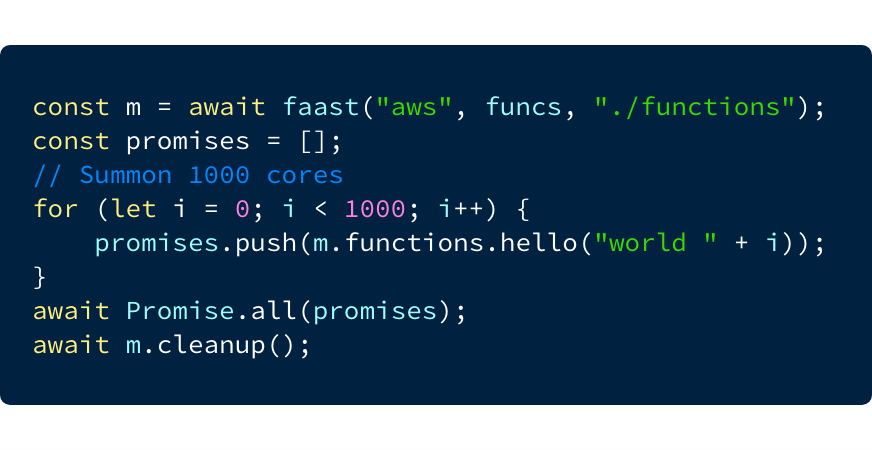 const m = await faast("aws", funcs, "./functions");
const promises = [];
// Summon 1000 cores
for (let i = 0; i < 1000; i++) {
    promises.push(m.functions.hello("world " + i));
}
await Promise.all(promises);
await m.cleanup();